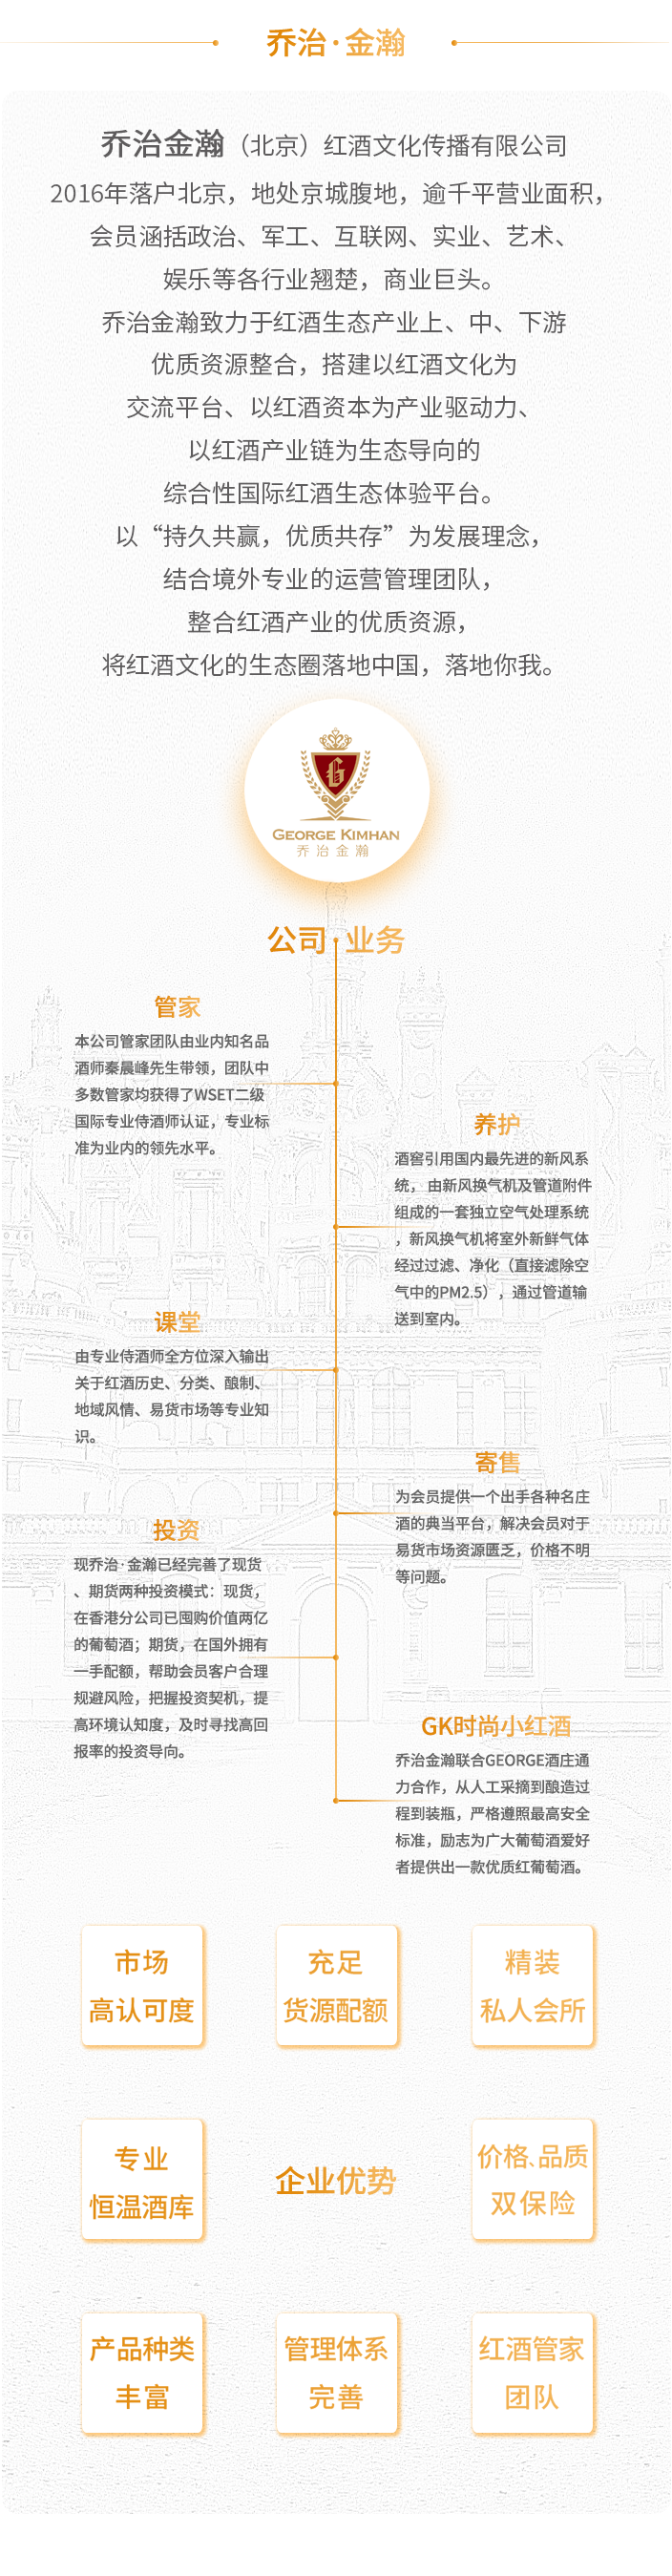 乔治·金瀚
乔治金瀚（北京）红酒文化传播有限公司
2016年落户北京，地处京城腹地，逾千平营业面积，
会员涵括政治、军工、互联网、实业、艺术、
娱乐等各行业翘楚，商业巨头。
乔治金瀚致力于红酒生态产业上、中、下游
优质资源整合，搭建以红酒文化为
交流平台、以红酒资本为产业驱动力、
以红酒产业链为生态导向的
综合性国际红酒生态体验平台。
以“持久共赢，优质共存”为发展理念，
结合境外专业的运营管理团队，
整合红酒产业的优质资源，
将红酒文化的生态圈落地中国，落地你我。
G
GEORGE KIMHAN
乔治金瀚
公司 业务
管家
本公司管家团队由业内知名品
酒师秦晨峰先生带领，团队中
多数管家均获得了WSET二级
国际专业侍酒师认证，专业标
准为业内的领先水平。
养护
酒窖引用国内最先进的新风系
统， 由新风换气机及管道附件
组成的一套独立空气处理系统
，新风换气机将室外新鲜气体
经过过滤、净化（直接滤除空
气中的PM2.5），通过管道输
送到室内。
课堂
由专业侍酒师全方位深入输出
关于红酒历史、分类、酿制、
地域风情、易货市场等专业知
识。
寄售
为会员提供一个出手各种名庄
酒的典当平台，解决会员对于
易货市场资源匮乏，价格不明
等问题。
投资
现乔治·金瀚已经完善了现货
、期货两种投资模式：现货，
在香港分公司已囤购价值两亿
的葡萄酒；期货，在国外拥有
一手配额，帮助会员客户合理
规避风险，把握投资契机，提
高环境认知度，及时寻找高回
报率的投资导向。
GK时尚小红酒
乔治金瀚联合GEORGE酒庄通
力合作，从人工采摘到酿造过
程到装瓶，严格遵照最高安全
标准，励志为广大葡萄酒爱好
者提供出一款优质红葡萄酒。
市场
高认可度
充足
货源配额
精装
私人会所
专业
恒温酒库
企业优势
价格、品质
双保险
产品种类
丰富
管理体系
完善
红酒管家
团队